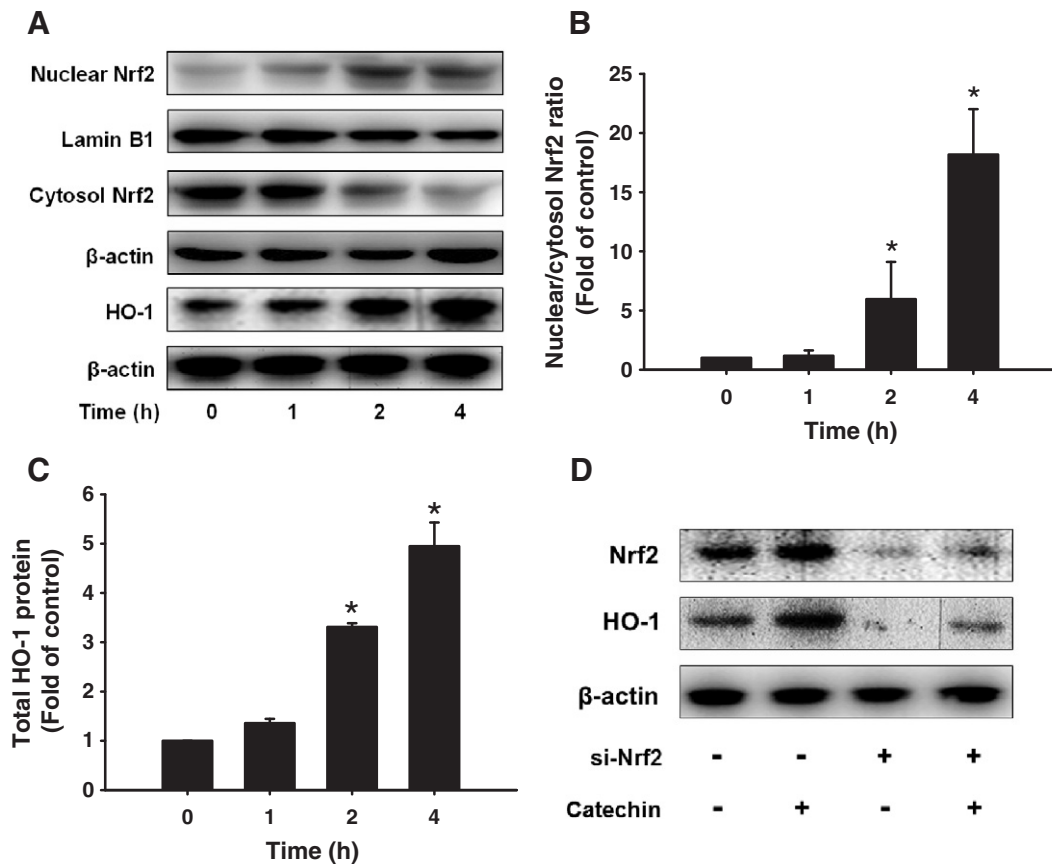 A
Nuclear Nrf2
Lamin B1
Cytosol Nrf2
β-actin
HO-1
β-actin
Time (h) 0 1 2 4
B
Nuclear/cytosol Nrf2 ratio
(Fold of control)
25
20
15
10
5
0
*
*
0 1 2 4
Time (h)
C
Total HO-1 protein
(Fold of control)
6
5
4
3
2
1
0
*
*
0 1 2 4
Time (h)
D
Nrf2
HO-1
β-actin
si-Nrf2 - - + +
Catechin - + - +